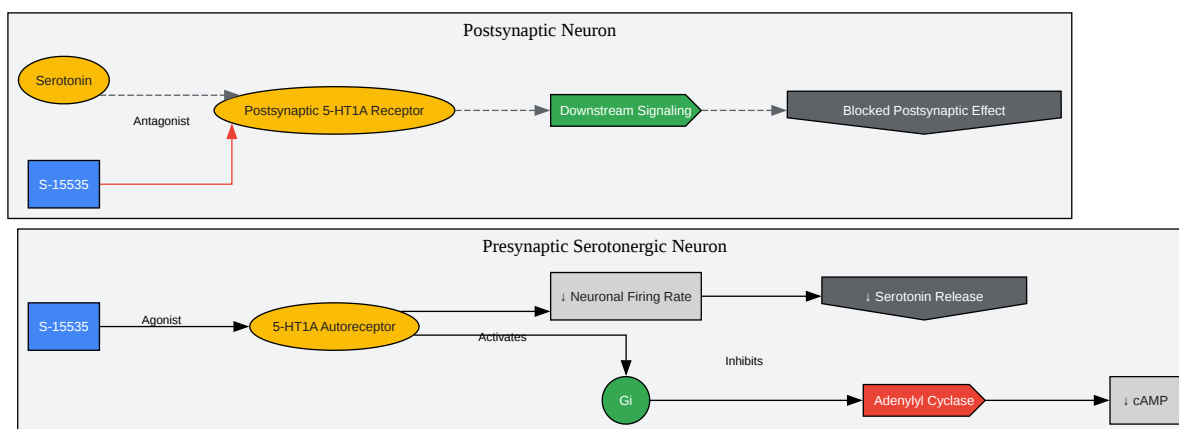 Postsynaptic Neuron
Serotonin
Antagonist
Postsynaptic 5-HT1A Receptor
Downstream Signaling
Blocked Postsynaptic Effect
S-15535
Presynaptic Serotonergic Neuron
S-15535
Agonist
5-HT1A Autoreceptor
↓ Neuronal Firing Rate
↓ Serotonin Release
Activates
Gi
Inhibits
Adenylyl Cyclase
↓ cAMP